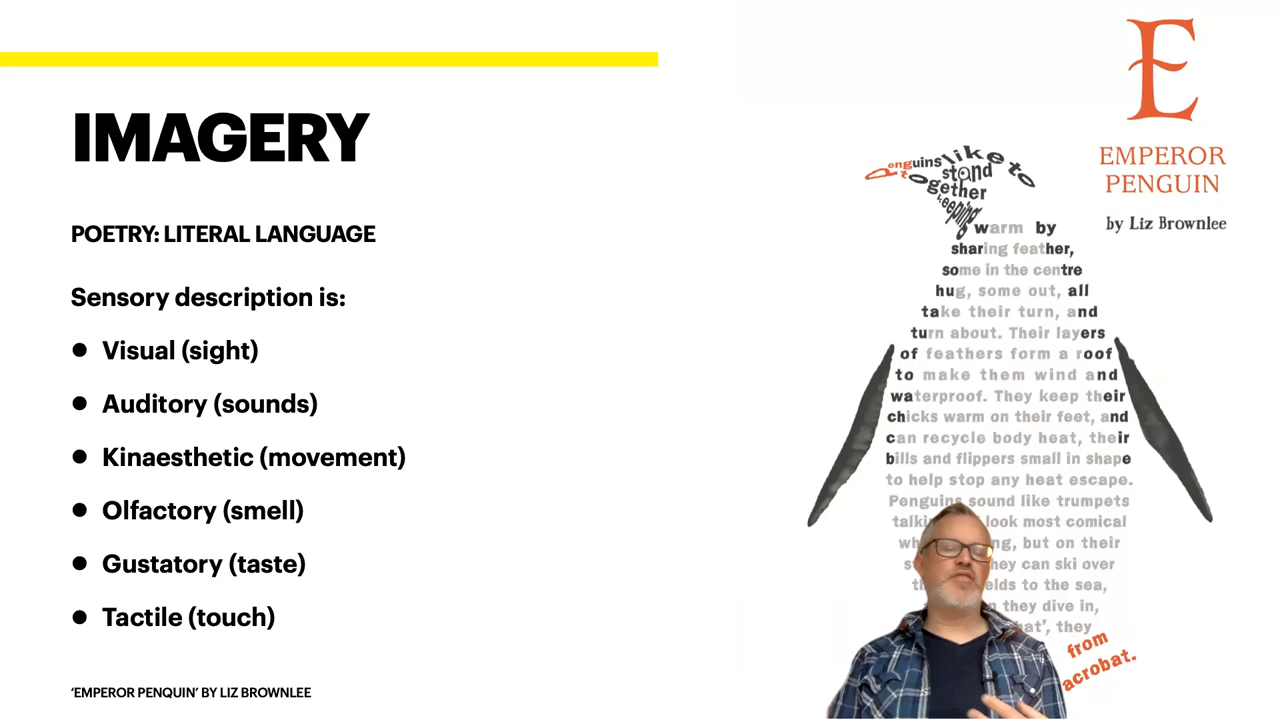 IMAGERY
POETRY: LITERAL LANGUAGE
Sensory description is:
● Visual (sight)
● Auditory (sounds)
● Kinaesthetic (movement)
● Olfactory (smell)
● Gustatory (taste)
● Tactile (touch)
'EMPEROR PENQUIN' BY LIZ BROWNLEE
E
EMPEROR
PENGUIN
by Liz Brownlee
Penguins like to
stand
together
keeping
warm by
sharing feather,
some in the centre
hug, some out, all
take their turn, and
turn about. Their layers
of feathers form a roof
to make them wind and
waterproof. They keep their
chicks warm on their feet, and
can recycle body heat, their
bills and flippers small in shape
to help stop any heat escape.
Penguins sound like trumpets
look most comical
but on their
they can ski over
to the sea,
they dive in,
they
from
acrobat.